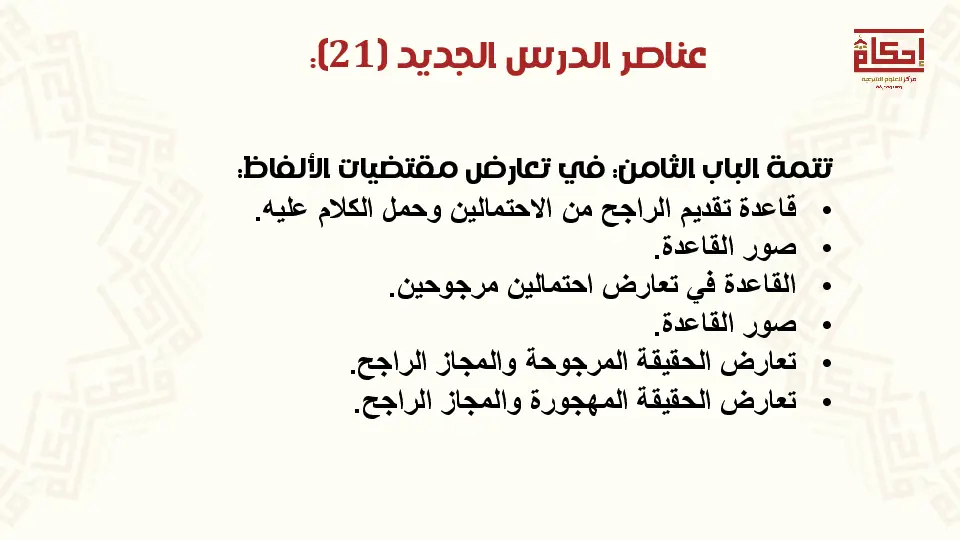 عناصر الدرس الجديد (21):
إحكام
مركز للعلوم الشرعية
تتمة الباب الثامن: في تعارض مقتضيات الألفاظ:
• قاعدة تقديم الراجح من الاحتمالين وحمل الكلام عليه.
• صور القاعدة.
• القاعدة في تعارض احتمالين مرجوحين.
• صور القاعدة.
• تعارض الحقيقة المرجوحة والمجاز الراجح.
• تعارض الحقيقة المهجورة والمجاز الراجح.